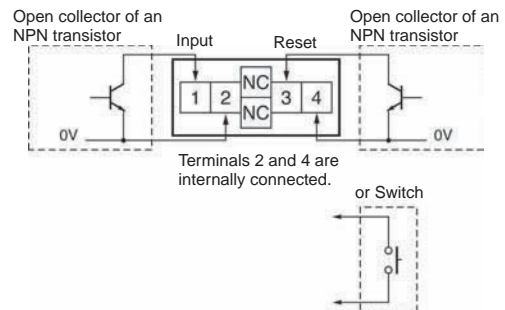 Open collector of an
NPN transistor
Open collector of an
NPN transistor
Input
Reset
NC
1 2 3 4
NC
0V
0V
Terminals 2 and 4 are
internally connected.
or Switch